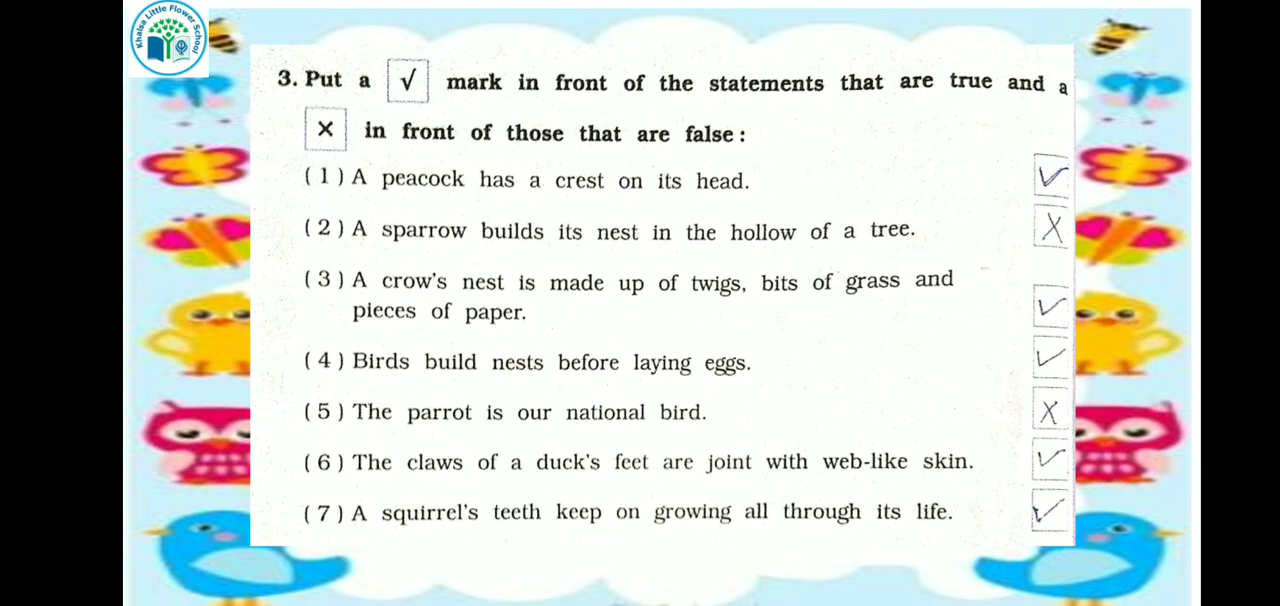 Khalsa Little Flower School
3. Put a √ mark in front of the statements that are true and a
× in front of those that are false :
( 1 ) A peacock has a crest on its head. ✓
( 2 ) A sparrow builds its nest in the hollow of a tree. X
( 3 ) A crow's nest is made up of twigs, bits of grass and
pieces of paper. ✓
( 4 ) Birds build nests before laying eggs. ✓
( 5 ) The parrot is our national bird. X
( 6 ) The claws of a duck's feet are joint with web-like skin. ✓
( 7 ) A squirrel's teeth keep on growing all through its life. ✓